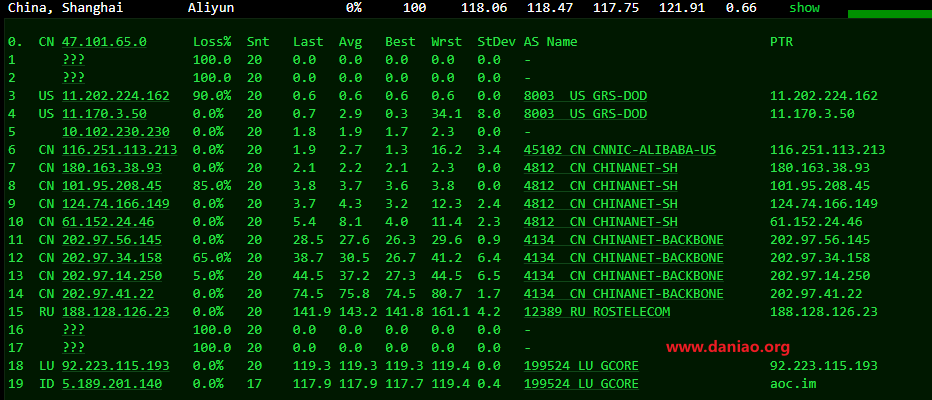 China, Shanghai Aliyun 0% 100 118.06 118.47 117.75 121.91 0.66 show
0. CN 47.101.65.0 Loss% Snt Last Avg Best Wrst StDev AS Name PTR
1 ??? 100.0 20 0.0 0.0 0.0 0.0 0.0 -
2 ??? 100.0 20 0.0 0.0 0.0 0.0 0.0 -
3 US 11.202.224.162 90.0% 20 0.6 0.6 0.6 0.6 0.0 8003 US GRS-DOD 11.202.224.162
4 US 11.170.3.50 0.0% 20 0.7 2.9 0.3 34.1 8.0 8003 US GRS-DOD 11.170.3.50
5 10.102.230.230 0.0% 20 1.8 1.9 1.7 2.3 0.0 -
6 CN 116.251.113.213 0.0% 20 1.9 2.7 1.3 16.2 3.4 45102 CN CNNIC-ALIBABA-US 116.251.113.213
7 CN 180.163.38.93 0.0% 20 2.1 2.2 2.1 2.3 0.0 4812 CN CHINANET-SH 180.163.38.93
8 CN 101.95.208.45 85.0% 20 3.8 3.7 3.6 3.8 0.0 4812 CN CHINANET-SH 101.95.208.45
9 CN 124.74.166.149 0.0% 20 3.7 4.3 3.2 12.3 2.4 4812 CN CHINANET-SH 124.74.166.149
10 CN 61.152.24.46 0.0% 20 5.4 8.1 4.0 11.4 2.3 4812 CN CHINANET-SH 61.152.24.46
11 CN 202.97.56.145 0.0% 20 28.5 27.6 26.3 29.6 0.9 4134 CN CHINANET-BACKBONE 202.97.56.145
12 CN 202.97.34.158 65.0% 20 38.7 30.5 26.7 41.2 6.4 4134 CN CHINANET-BACKBONE 202.97.34.158
13 CN 202.97.14.250 5.0% 20 44.5 37.2 27.3 44.5 6.5 4134 CN CHINANET-BACKBONE 202.97.14.250
14 CN 202.97.41.22 0.0% 20 74.5 75.8 74.5 80.7 1.7 4134 CN CHINANET-BACKBONE 202.97.41.22
15 RU 188.128.126.23 0.0% 20 141.9 143.2 141.8 161.1 4.2 12389 RU ROSTELECOM 188.128.126.23
16 ??? 100.0 20 0.0 0.0 0.0 0.0 0.0 -
17 ??? 100.0 20 0.0 0.0 0.0 0.0 0.0 -
www.daniao.org
18 LU 92.223.115.193 0.0% 20 119.3 119.3 119.3 119.4 0.0 199524 LU GCORE 92.223.115.193
19 ID 5.189.201.140 0.0% 17 117.9 117.9 117.7 119.4 0.4 199524 LU GCORE aoc.im